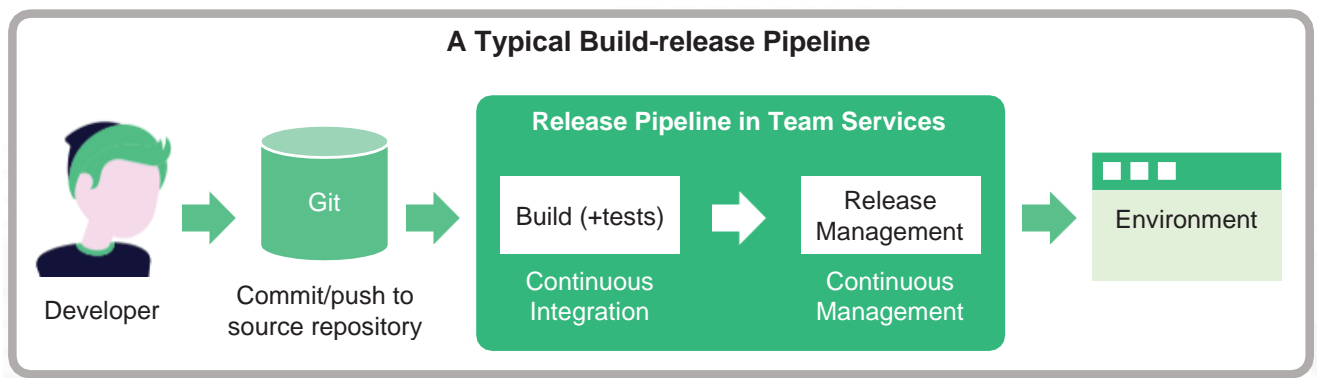 A Typical Build-release Pipeline
Release Pipeline in Team Services
Git
Build (+tests)
Release
Management
Environment
Continuous
Integration
Continuous
Management
Developer
Commit/push to
source repository